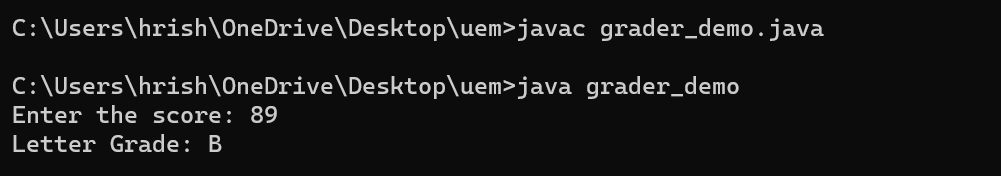 C:\Users\hrish\OneDrive\Desktop\uem>javac grader_demo.java
C:\Users\hrish\OneDrive\Desktop\uem>java grader_demo
Enter the score: 89
Letter Grade: B